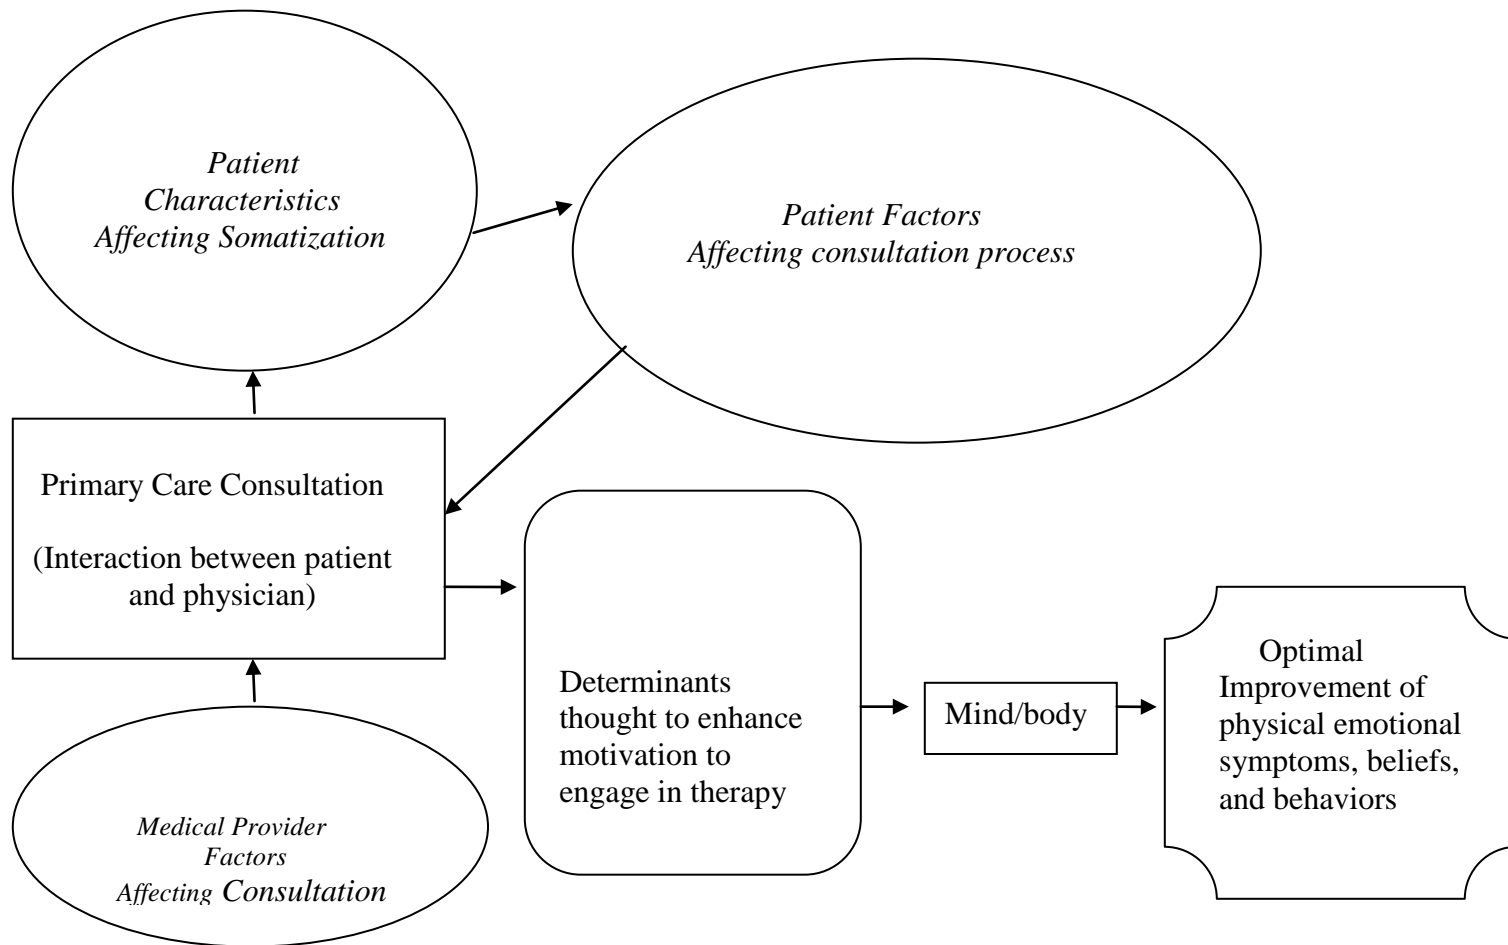 Patient
Characteristics
Affecting Somatization
Patient Factors
Affecting consultation process
Primary Care Consultation
(Interaction between patient
and physician)
Determinants
thought to enhance
motivation to
engage in therapy
Mind/body
Optimal
Improvement of
physical emotional
symptoms, beliefs,
and behaviors
Medical Provider
Factors
Affecting Consultation